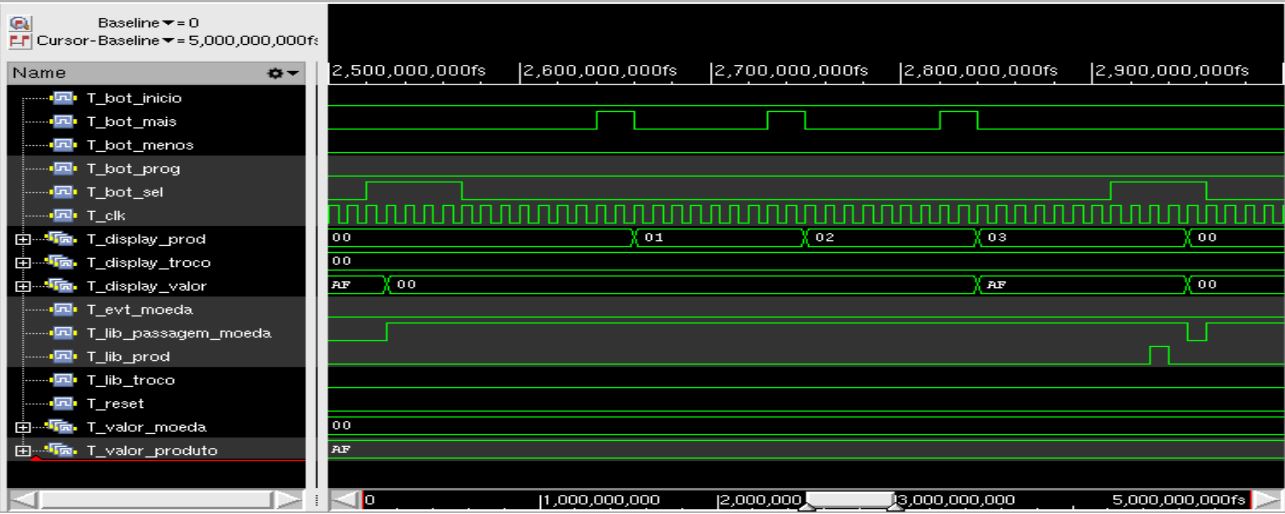 Baseline = 0
Cursor-Baseline = 5,000,000,000fs
Name
2,500,000,000fs 2,600,000,000fs 2,700,000,000fs 2,800,000,000fs 2,900,000,000fs
T_bot_inicio
T_bot_mais
T_bot_menos
T_bot_prog
T_bot_sel
T_clk
T_display_prod 00 01 02 03 00
T_display_troco 00
T_display_valor AF 00 AF 00
T_evt_moeda
T_lib_passagem_moeda
T_lib_prod
T_lib_troco
T_reset
T_valor_moeda 00
T_valor_produto AF
0 1,000,000,000 2,000,000 3,000,000,000 5,000,000,000fs